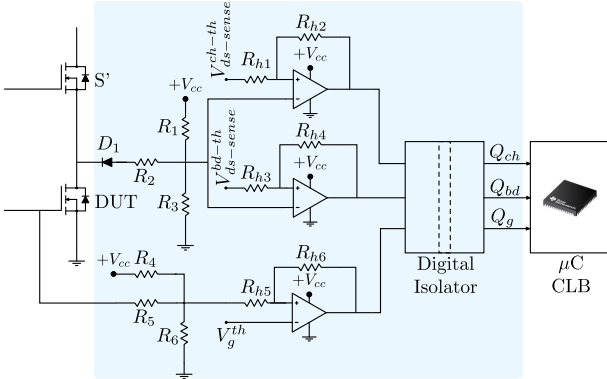 R_{h2}
R_{h1}
V_{ds-sense}^{ch-th}
+V_{cc}
S'
+V_{cc}
R_1
D_1
R_2
R_3
DUT
R_{h4}
V_{ds-sense}^{bd-th}
+V_{cc}
R_{h3}
Q_{ch}
Q_{bd}
Q_g
Digital
Isolator
μC
CLB
+V_{cc}
R_4
R_5
R_6
R_{h6}
R_{h5}
+V_{cc}
V_g^{th}